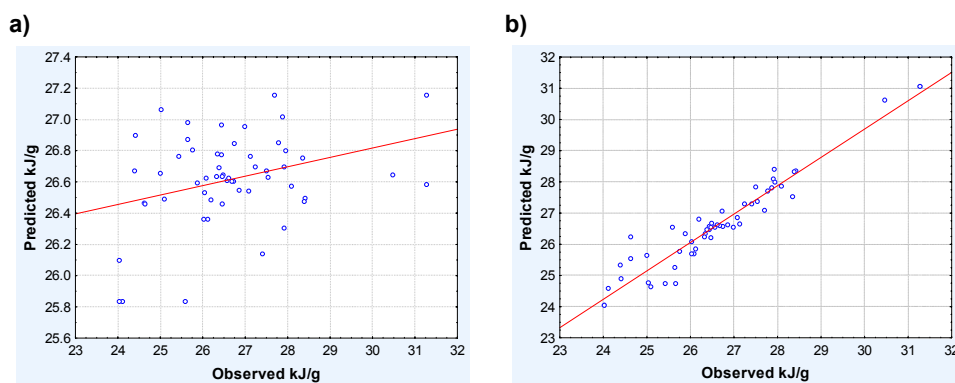 a)
27.4
27.2
27.0
26.8
26.6
26.4
26.2
26.0
25.8
25.6
Predicted kJ/g
23 24 25 26 27 28 29 30 31 32
Observed kJ/g
b)
32
31
30
29
28
27
26
25
24
23
Predicted kJ/g
23 24 25 26 27 28 29 30 31 32
Observed kJ/g